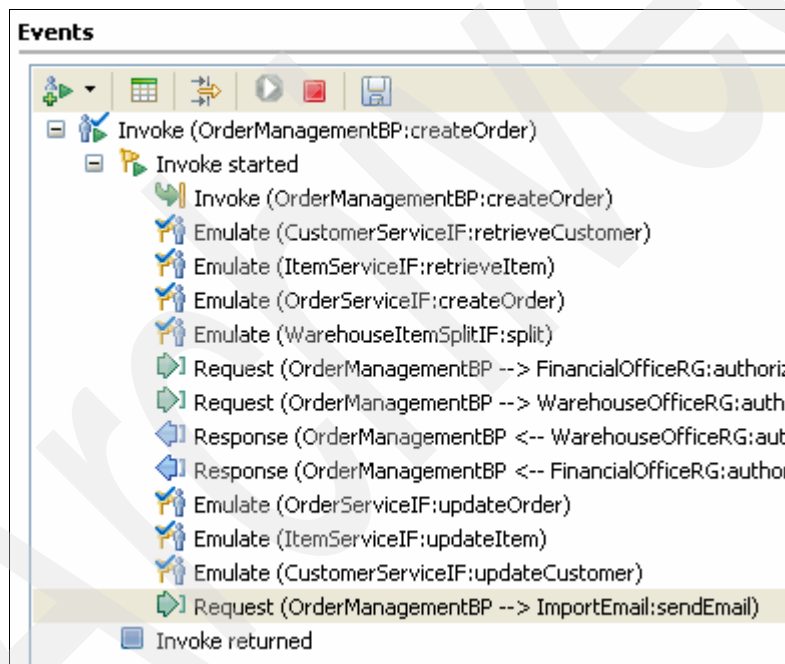 Events
Invoke (OrderManagementBP:createOrder)
Invoke started
Invoke (OrderManagementBP:createOrder)
Emulate (CustomerServiceIF:retrieveCustomer)
Emulate (ItemServiceIF:retrieveItem)
Emulate (OrderServiceIF:createOrder)
Emulate (WarehouseItemSplitIF:split)
Request (OrderManagementBP --> FinancialOfficeRG:authoriz
Request (OrderManagementBP --> WarehouseOfficeRG:auth
Response (OrderManagementBP <-- WarehouseOfficeRG:aut
Response (OrderManagementBP <-- FinancialOfficeRG:author
Emulate (OrderServiceIF:updateOrder)
Emulate (ItemServiceIF:updateItem)
Emulate (CustomerServiceIF:updateCustomer)
Request (OrderManagementBP --> ImportEmail:sendEmail)
Invoke returned